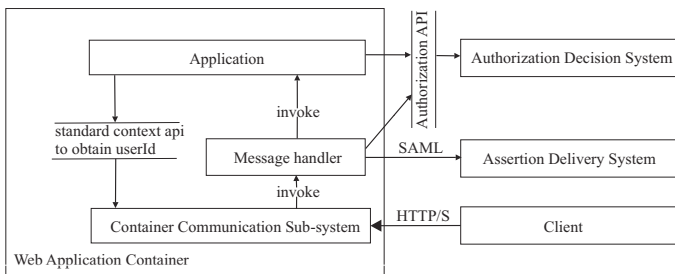 Application
Authorization API
Authorization Decision System
invoke
standard context api
to obtain userId
Message handler
SAML
Assertion Delivery System
invoke
Container Communication Sub-system
HTTP/S
Client
Web Application Container